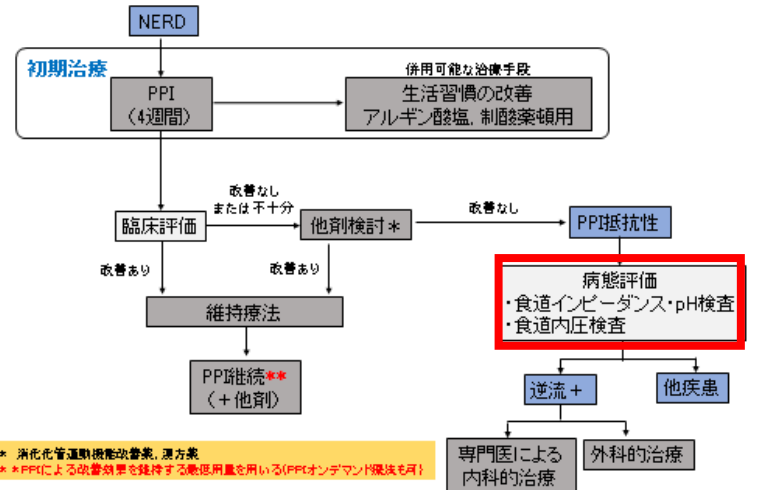 NERD
初期治療
PPI
（4週間）
併用可能な治療手段
生活習慣の改善
アルギン酸塩, 制酸薬頓用
臨床評価
改善なし
または不十分
他剤検討＊
改善なし
PPI抵抗性
改善あり
改善あり
維持療法
病態評価
・食道インピーダンス・pH検査
・食道内圧検査
PPI継続＊＊
（＋他剤）
逆流＋
他疾患
専門医による
内科的治療
外科的治療
＊ 消化化管運動機能改善薬, 漢方薬
＊＊PPIによる改善効果を維持する最低用量を用いる(PPIオンデマンド療法も可)